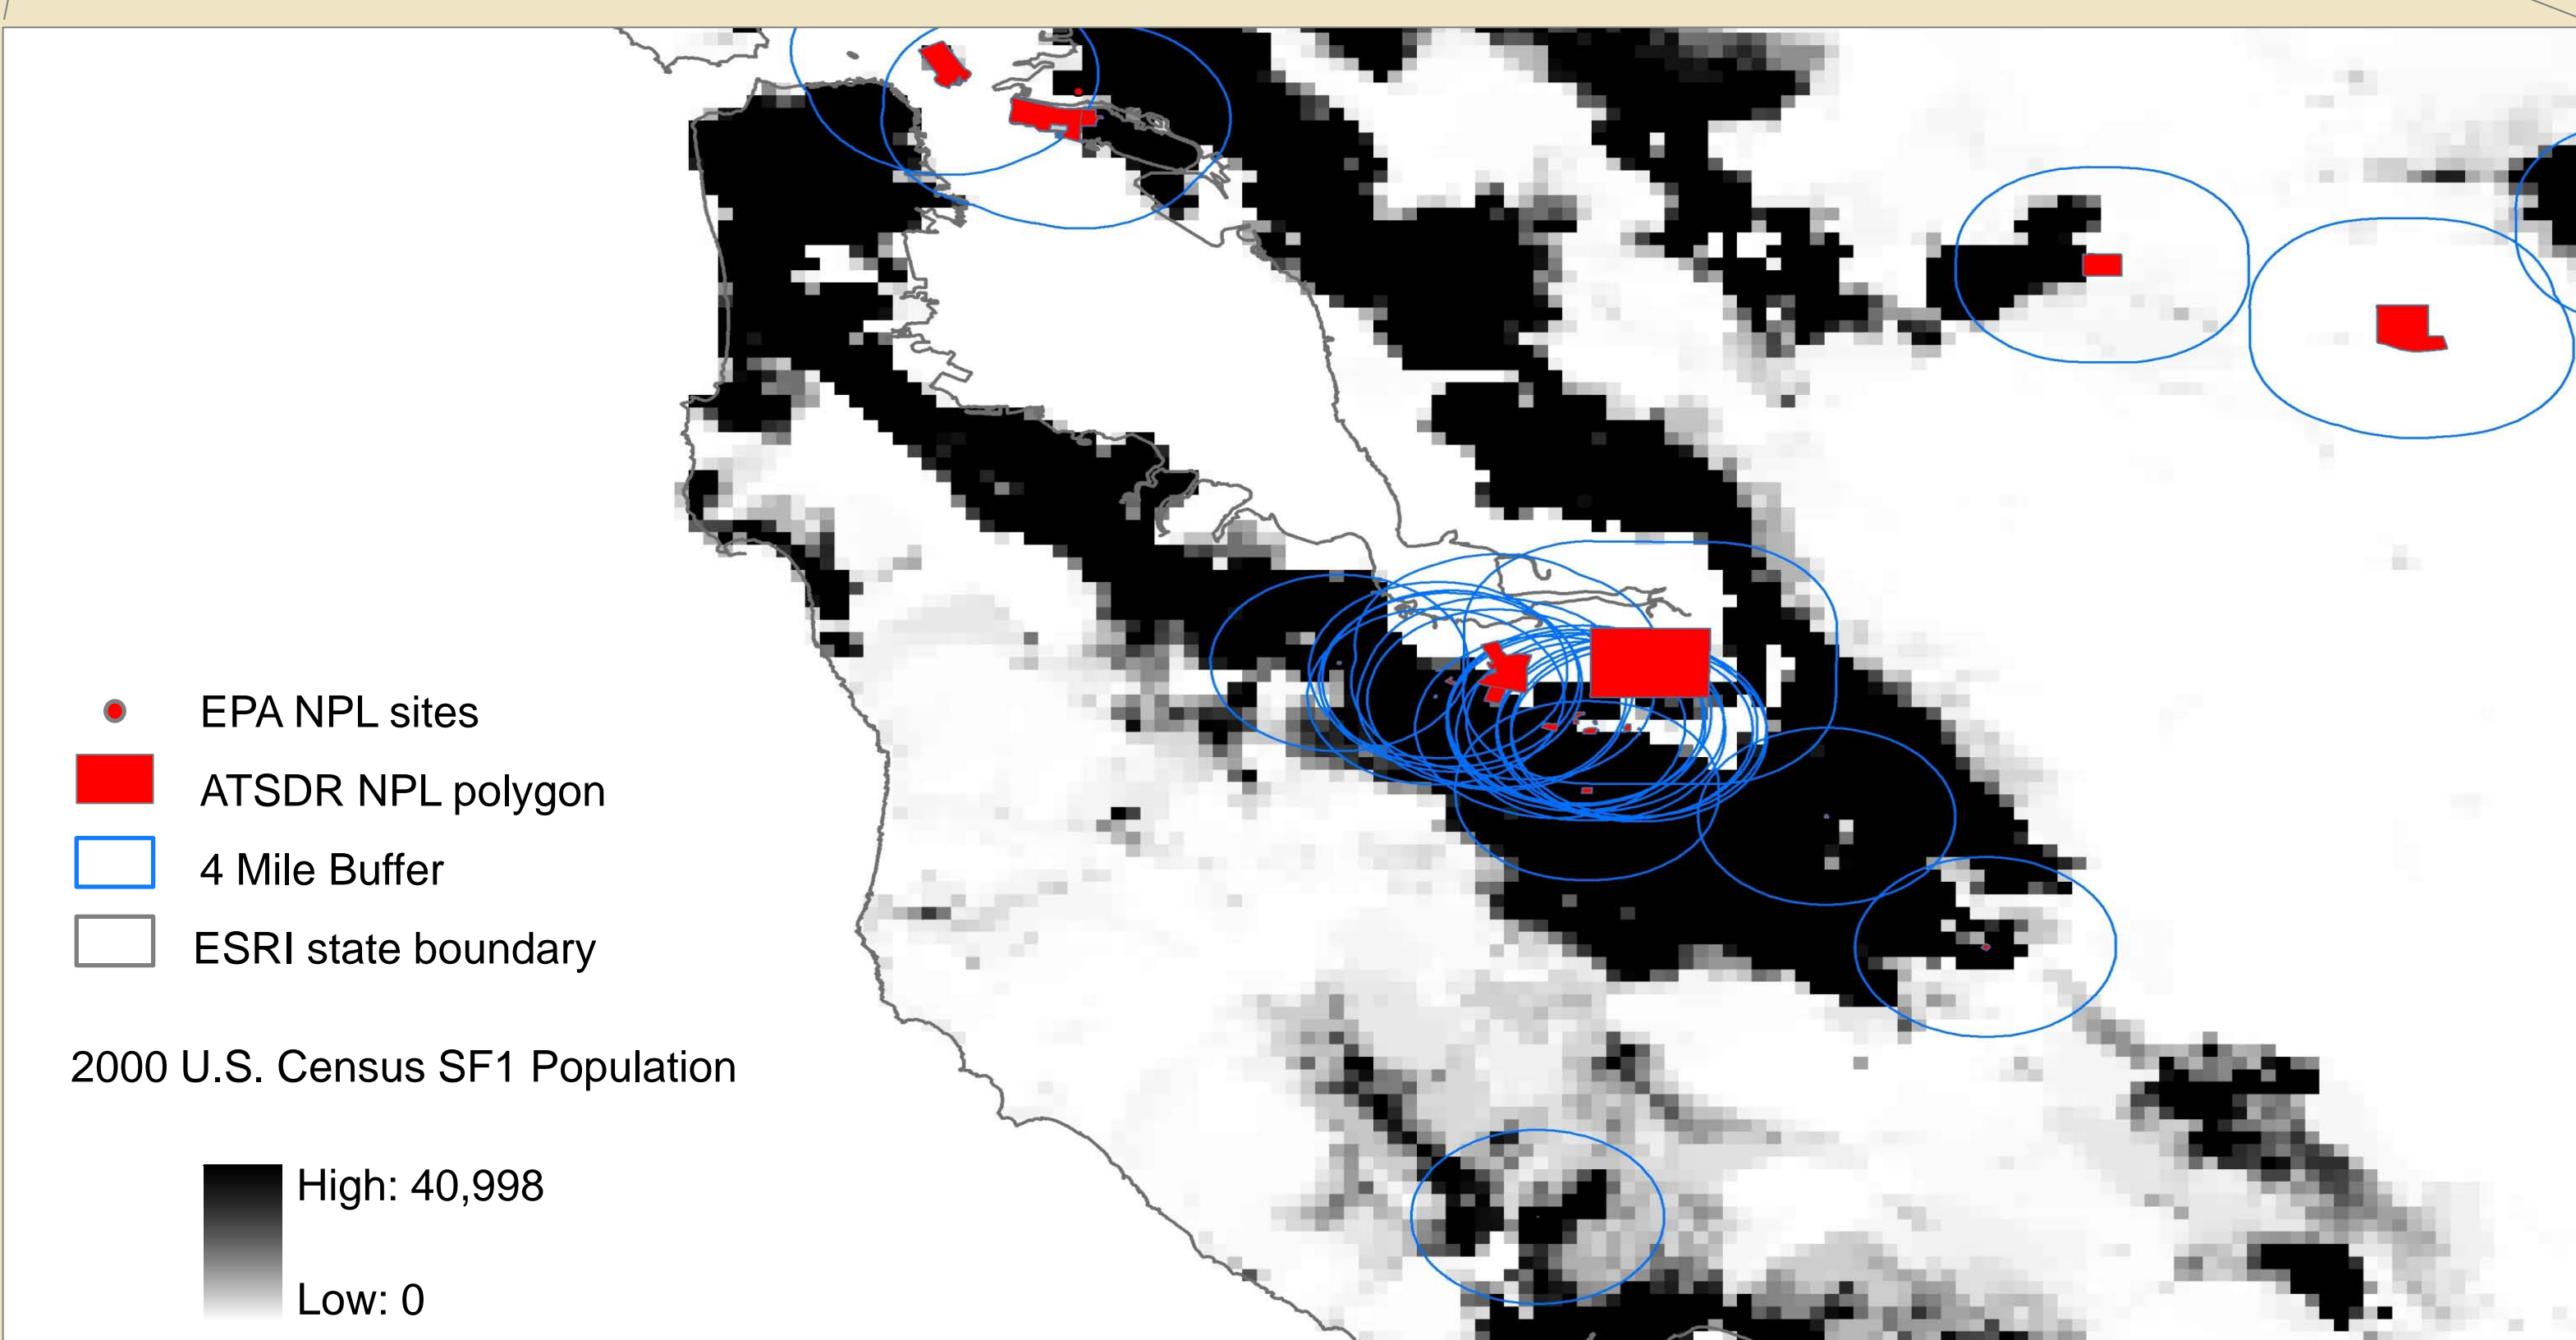 EPA NPL sites
ATSDR NPL polygon
4 Mile Buffer
ESRI state boundary
2000 U.S. Census SF1 Population
High: 40,998
Low: 0